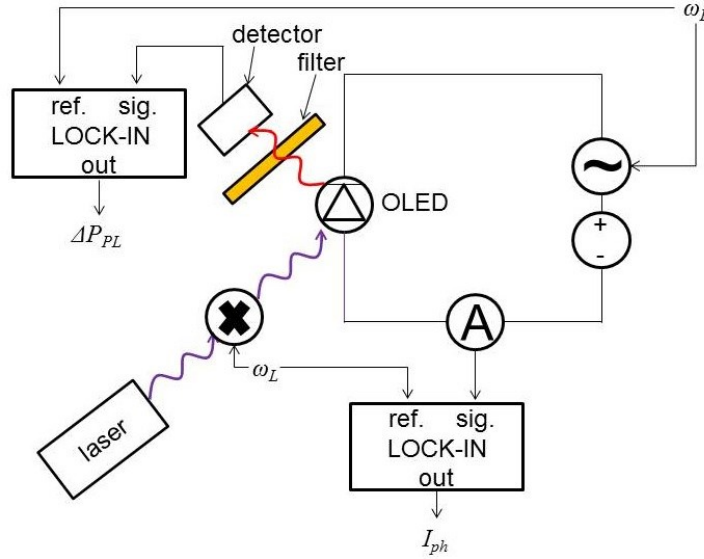 detector
filter
ref. sig.
LOCK-IN
out
~
OLED
+
-
ΔP_PL
A
ω_L
ref. sig.
LOCK-IN
out
laser
I_ph